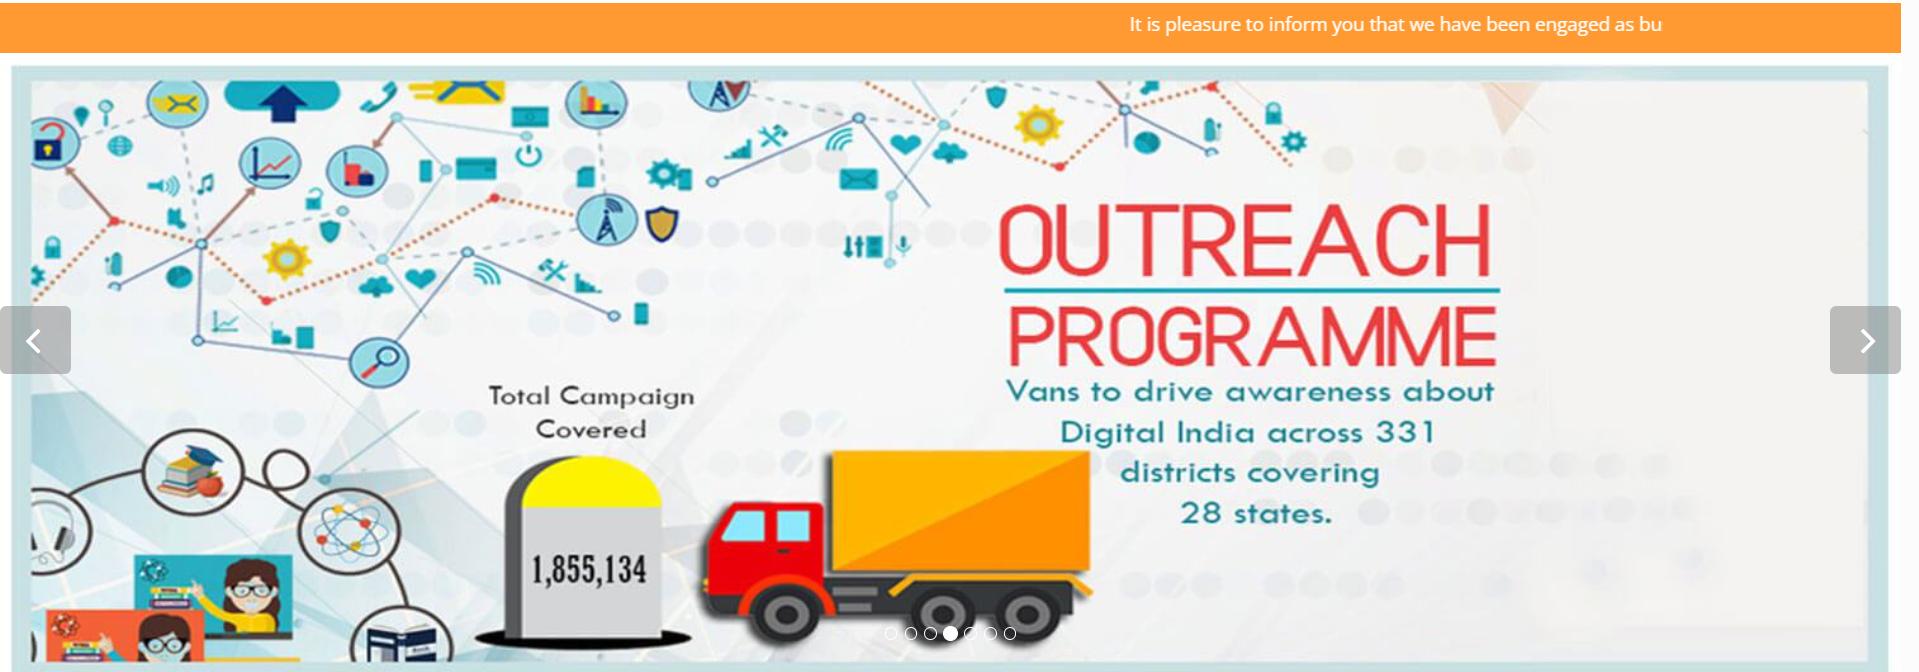 It is pleasure to inform you that we have been engaged as bu
OUTREACH
PROGRAMME
Vans to drive awareness about
Digital India across 331
districts covering
28 states.
Total Campaign
Covered
1,855,134